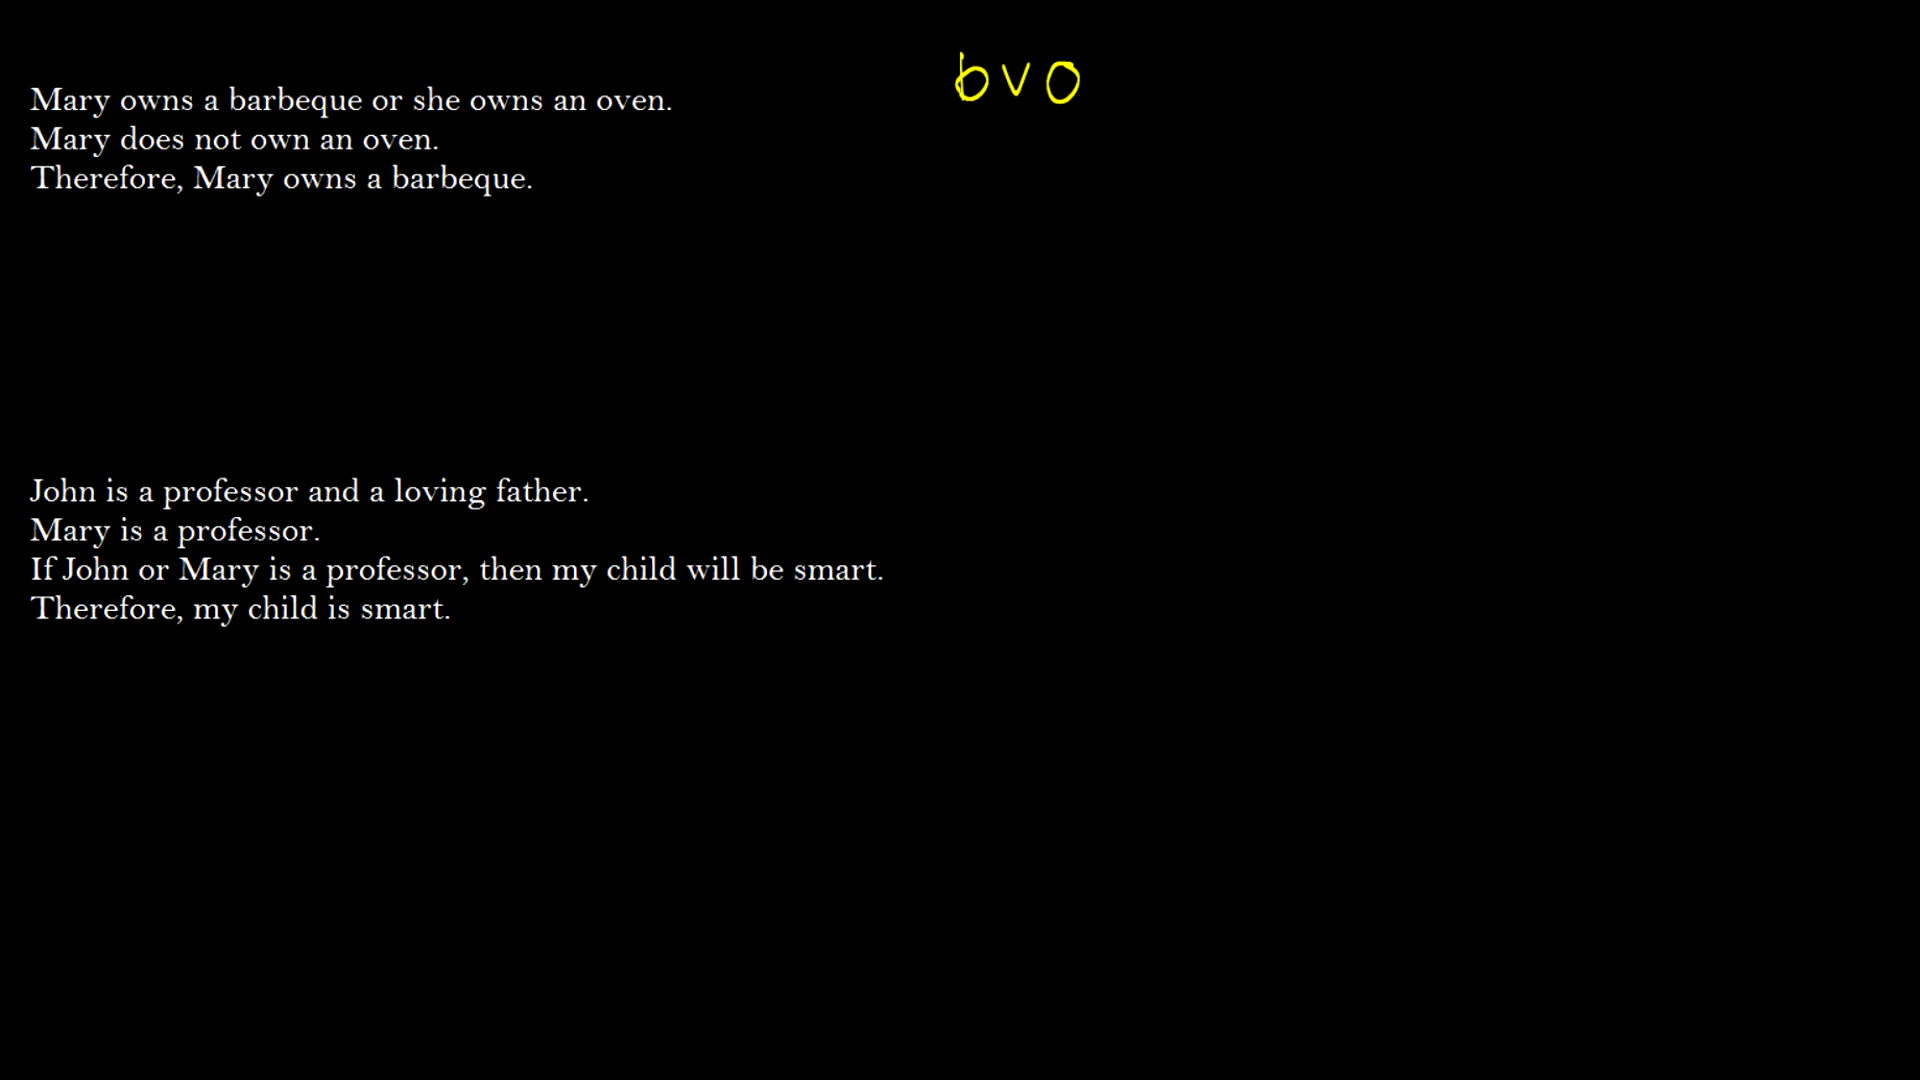 b v o
Mary owns a barbeque or she owns an oven.
Mary does not own an oven.
Therefore, Mary owns a barbeque.
John is a professor and a loving father.
Mary is a professor.
If John or Mary is a professor, then my child will be smart.
Therefore, my child is smart.